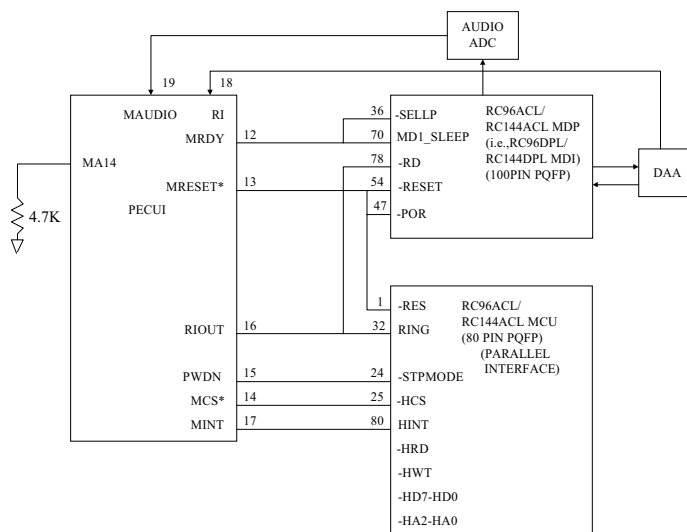 AUDIO
ADC
19
18
MAUDIO
RI
MRDY
12
MA14
MRESET*
13
PECUI
4.7K
RIOUT
16
PWDN
15
MCS*
14
MINT
17
36
-SELLP
70
MD1_SLEEP
78
-RD
54
-RESET
47
-POR
RC96ACL/
RC144ACL MDP
(i.e.,RC96DPL/
RC144DPL MDI)
(100PIN PQFP)
DAA
1
-RES
32
RING
24
-STPMODE
25
-HCS
80
HINT
-HRD
-HWT
-HD7-HD0
-HA2-HA0
RC96ACL/
RC144ACL MCU
(80 PIN PQFP)
(PARALLEL
INTERFACE)